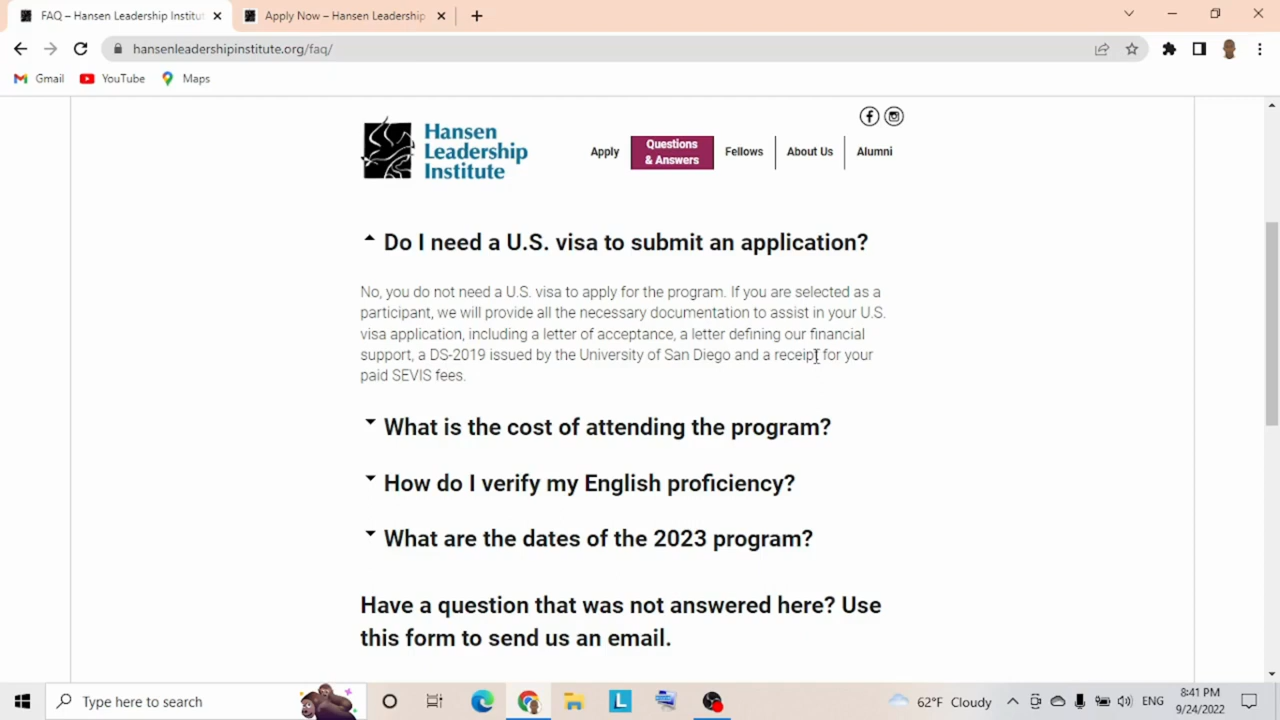 FAQ – Hansen Leadership Institut
Apply Now – Hansen Leadership
hansenleadershipinstitute.org/faq/
Gmail YouTube Maps
Hansen
Leadership
Institute
Apply
Questions
& Answers
Fellows
About Us
Alumni
Do I need a U.S. visa to submit an application?
No, you do not need a U.S. visa to apply for the program. If you are selected as a
participant, we will provide all the necessary documentation to assist in your U.S.
visa application, including a letter of acceptance, a letter defining our financial
support, a DS-2019 issued by the University of San Diego and a receipt for your
paid SEVIS fees.
What is the cost of attending the program?
How do I verify my English proficiency?
What are the dates of the 2023 program?
Have a question that was not answered here? Use
this form to send us an email.
Type here to search
L
62°F Cloudy
ENG
8:41 PM
9/24/2022